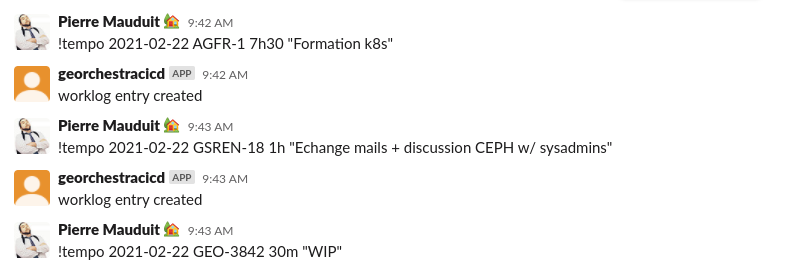 Pierre Mauduit 9:42 AM
!tempo 2021-02-22 AGFR-1 7h30 "Formation k8s"
georchestracicd APP 9:42 AM
worklog entry created
Pierre Mauduit 9:43 AM
!tempo 2021-02-22 GSREN-18 1h "Echange mails + discussion CEPH w/ sysadmins"
georchestracicd APP 9:43 AM
worklog entry created
Pierre Mauduit 9:43 AM
!tempo 2021-02-22 GEO-3842 30m "WIP"